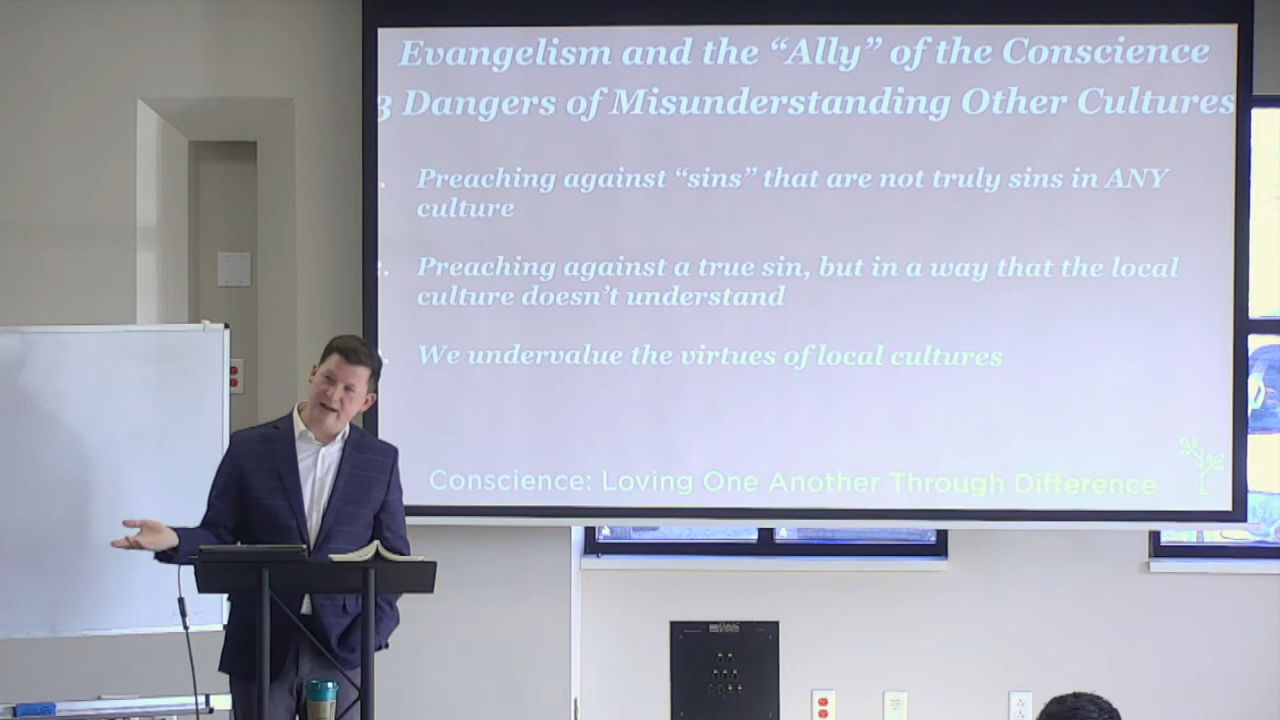 Evangelism and the “Ally” of the Conscience
3 Dangers of Misunderstanding Other Cultures
Preaching against “sins” that are not truly sins in ANY
culture
Preaching against a true sin, but in a way that the local
culture doesn’t understand
We undervalue the virtues of local cultures
Conscience: Loving One Another Through Difference